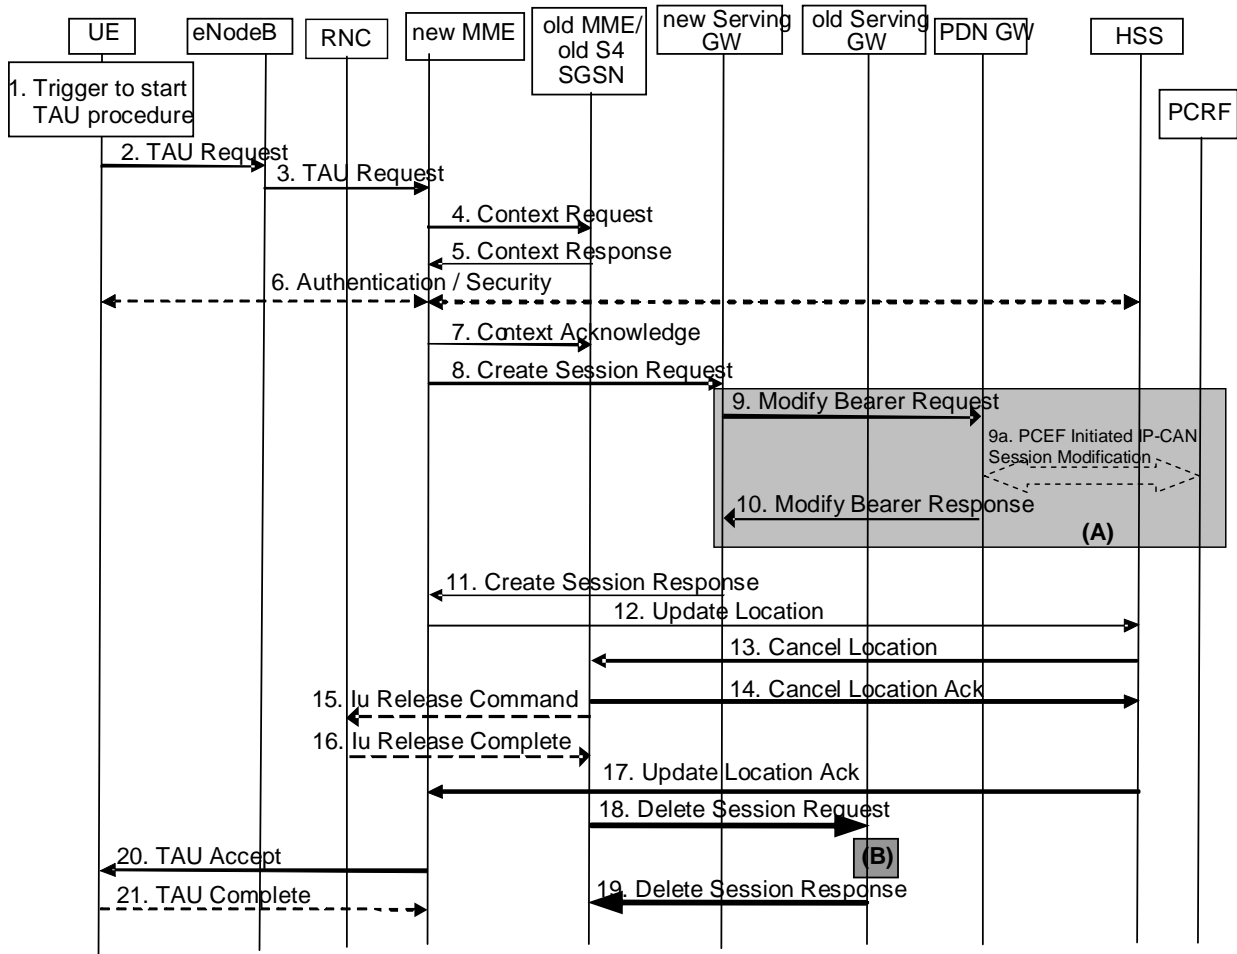 UE
eNodeB
RNC
new MME
old MME/
old S4
SGSN
new Serving
GW
old Serving
GW
PDN GW
HSS
PCRF
1. Trigger to start
TAU procedure
2. TAU Request
3. TAU Request
4. Context Request
5. Context Response
6. Authentication / Security
7. Context Acknowledge
8. Create Session Request
9. Modify Bearer Request
9a. PCEF Initiated IP-CAN
Session Modification
10. Modify Bearer Response
(A)
11. Create Session Response
12. Update Location
13. Cancel Location
14. Cancel Location Ack
15. Iu Release Command
16. Iu Release Complete
17. Update Location Ack
18. Delete Session Request
(B)
20. TAU Accept
19. Delete Session Response
21. TAU Complete